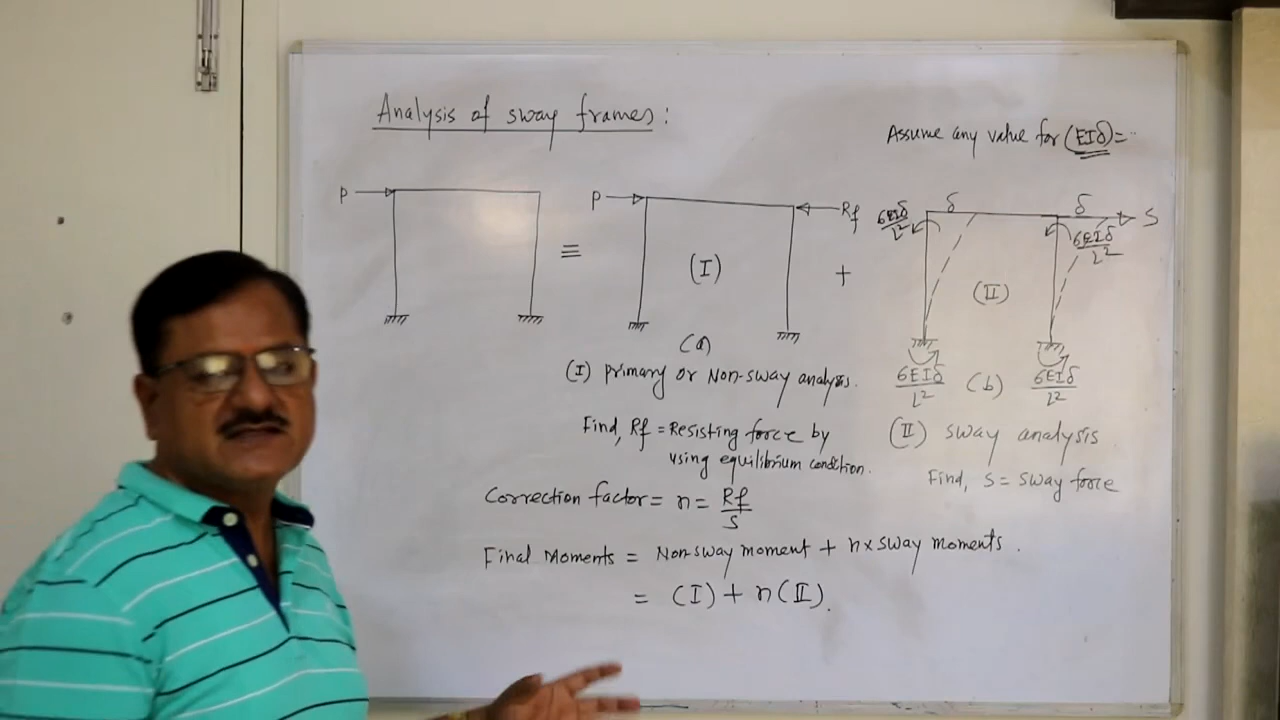 Analysis of sway frames:
Assume any value for (EIδ)=
P
≡
P
Rf
(I)
(a)
+
6EIδ/L²
δ
δ
S
6EIδ/L²
(II)
6EIδ/L²
(b)
6EIδ/L²
(I) primary or Non-sway analysis.
Find, Rf = Resisting force by
using equilibrium condition.
(II) sway analysis
Find, S = sway force
Correction factor = n = Rf/S
Final Moments = Non-sway moment + n x sway moments.
= (I) + n (II).